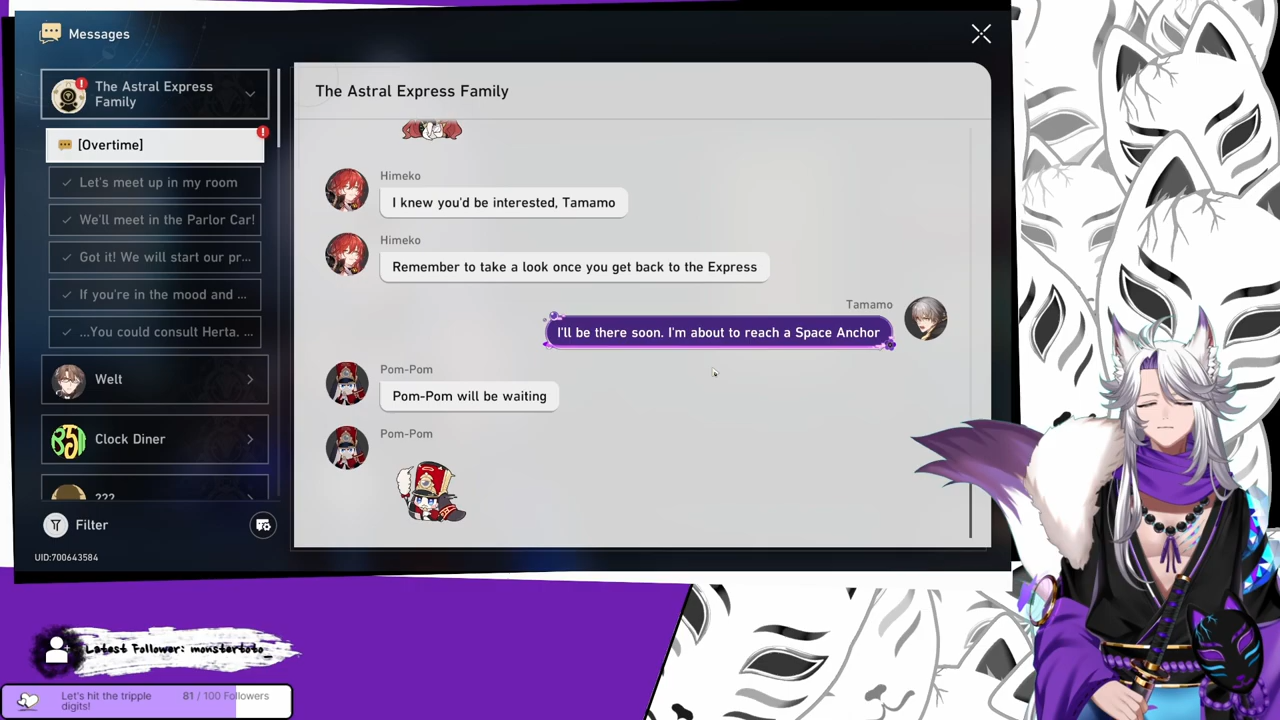 Messages
The Astral Express
Family
[Overtime]
Let's meet up in my room
We'll meet in the Parlor Car!
Got it! We will start our pr...
If you're in the mood and ...
...You could consult Herta. ...
Welt
Clock Diner
???
Filter
UID:700643584
The Astral Express Family
Himeko
I knew you'd be interested, Tamamo
Himeko
Remember to take a look once you get back to the Express
Tamamo
I'll be there soon. I'm about to reach a Space Anchor
Pom-Pom
Pom-Pom will be waiting
Pom-Pom
Latest Follower: monstertoto_
Let's hit the tripple
digits!
81 / 100 Followers